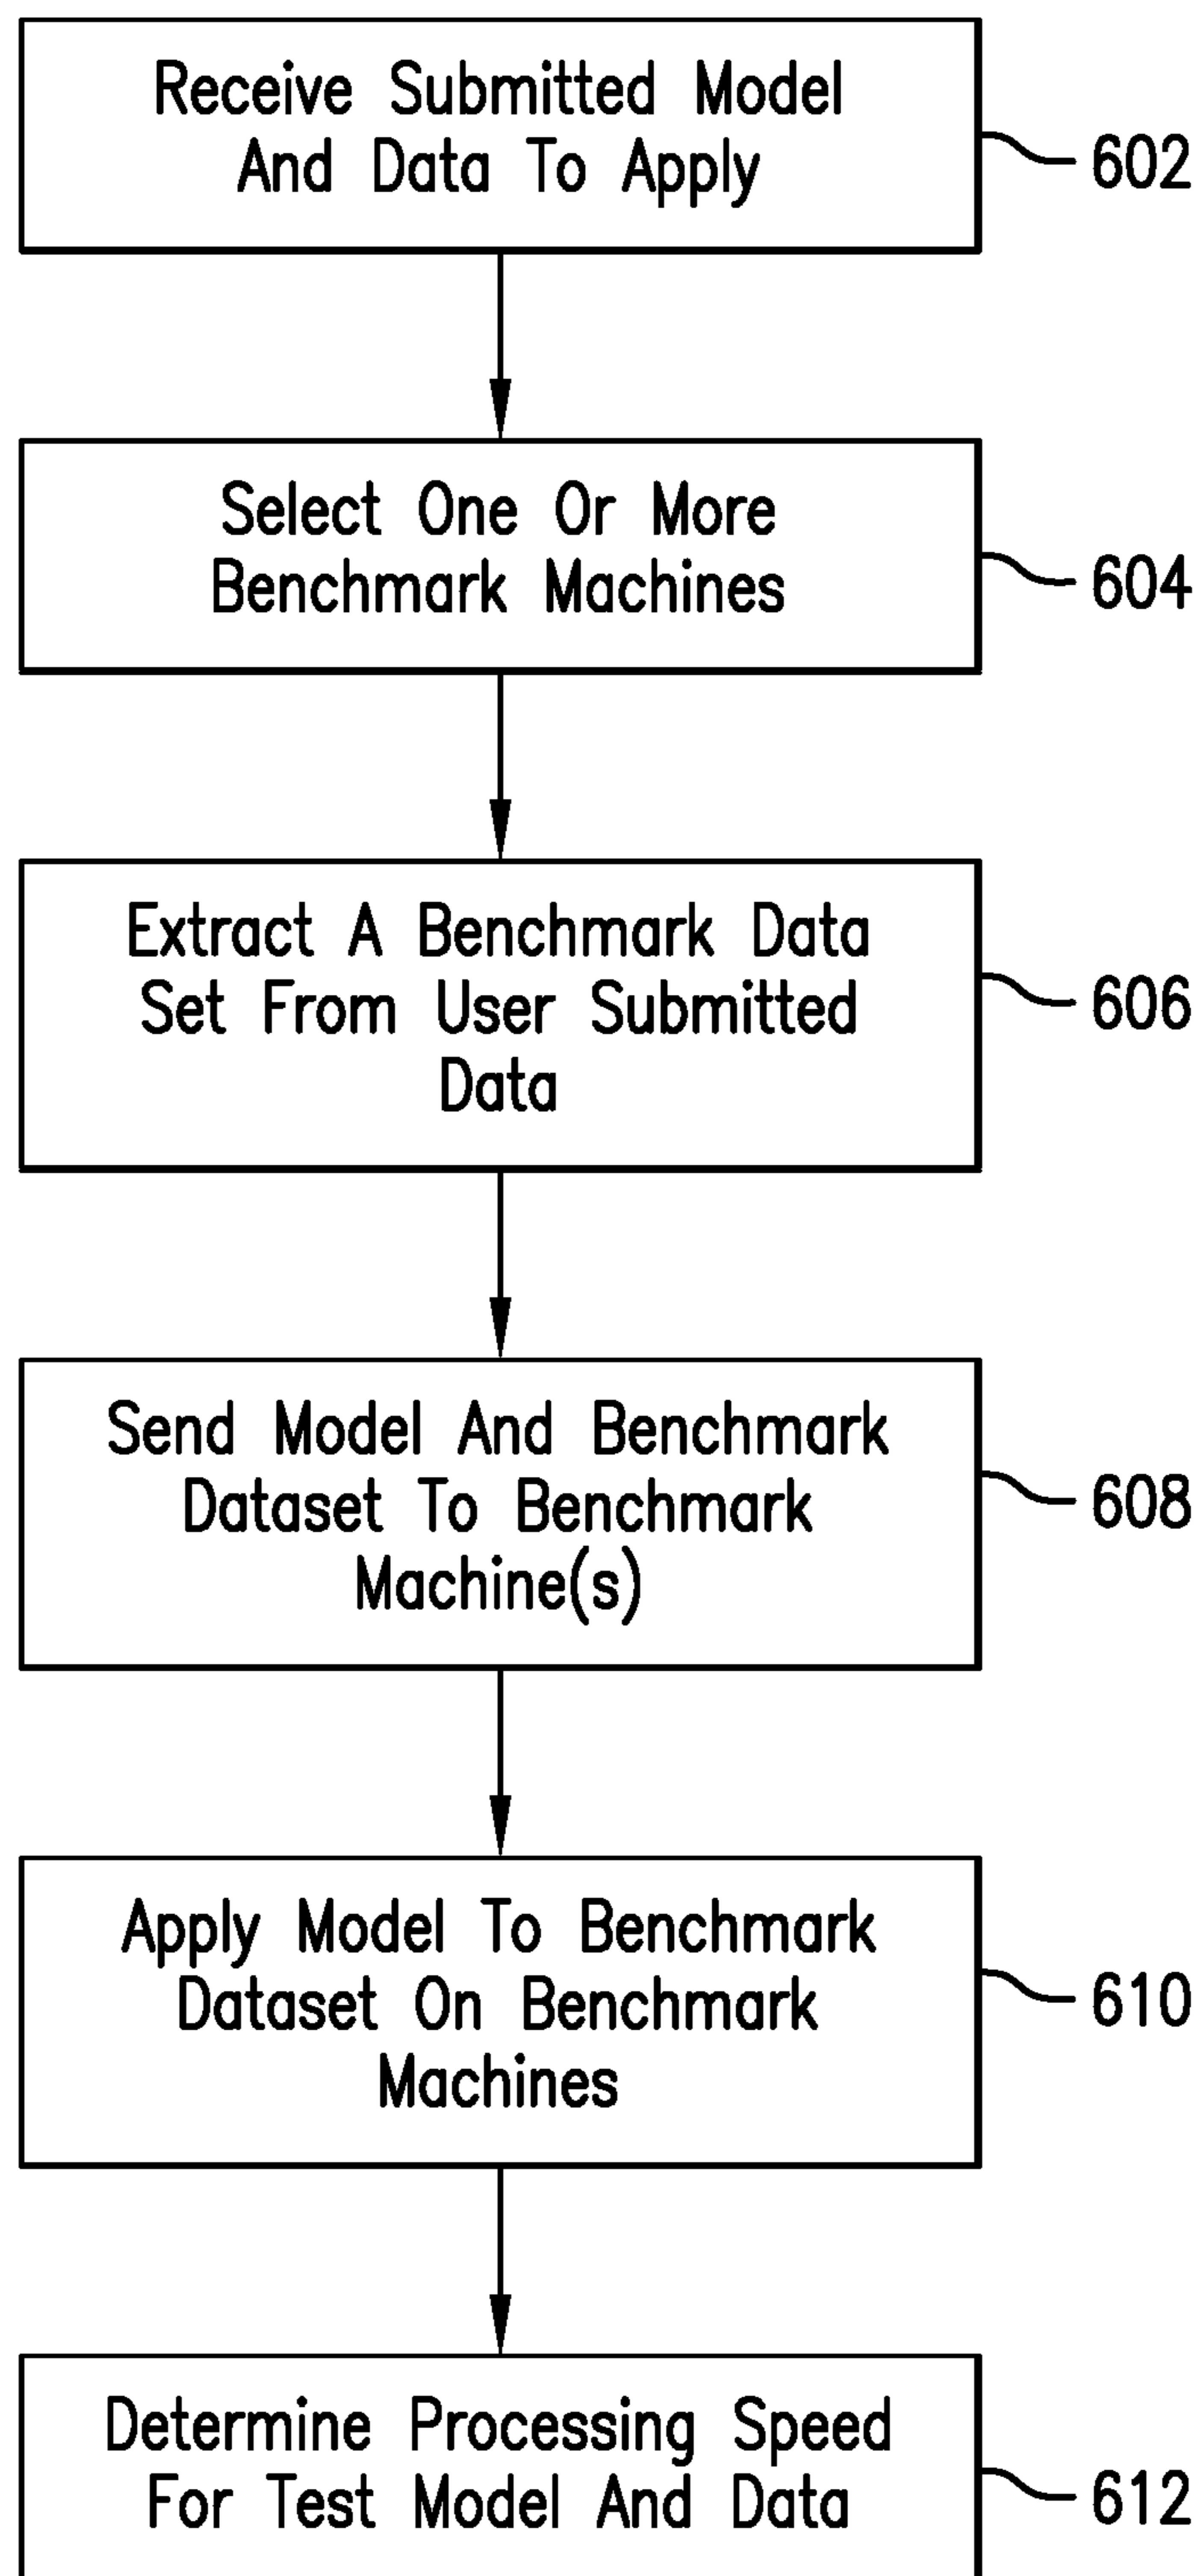 Receive Submitted Model
And Data To Apply
602
Select One Or More
Benchmark Machines
604
Extract A Benchmark Data
Set From User Submitted
Data
606
Send Model And Benchmark
Dataset To Benchmark
Machine(s)
608
Apply Model To Benchmark
Dataset On Benchmark
Machines
610
Determine Processing Speed
For Test Model And Data
612